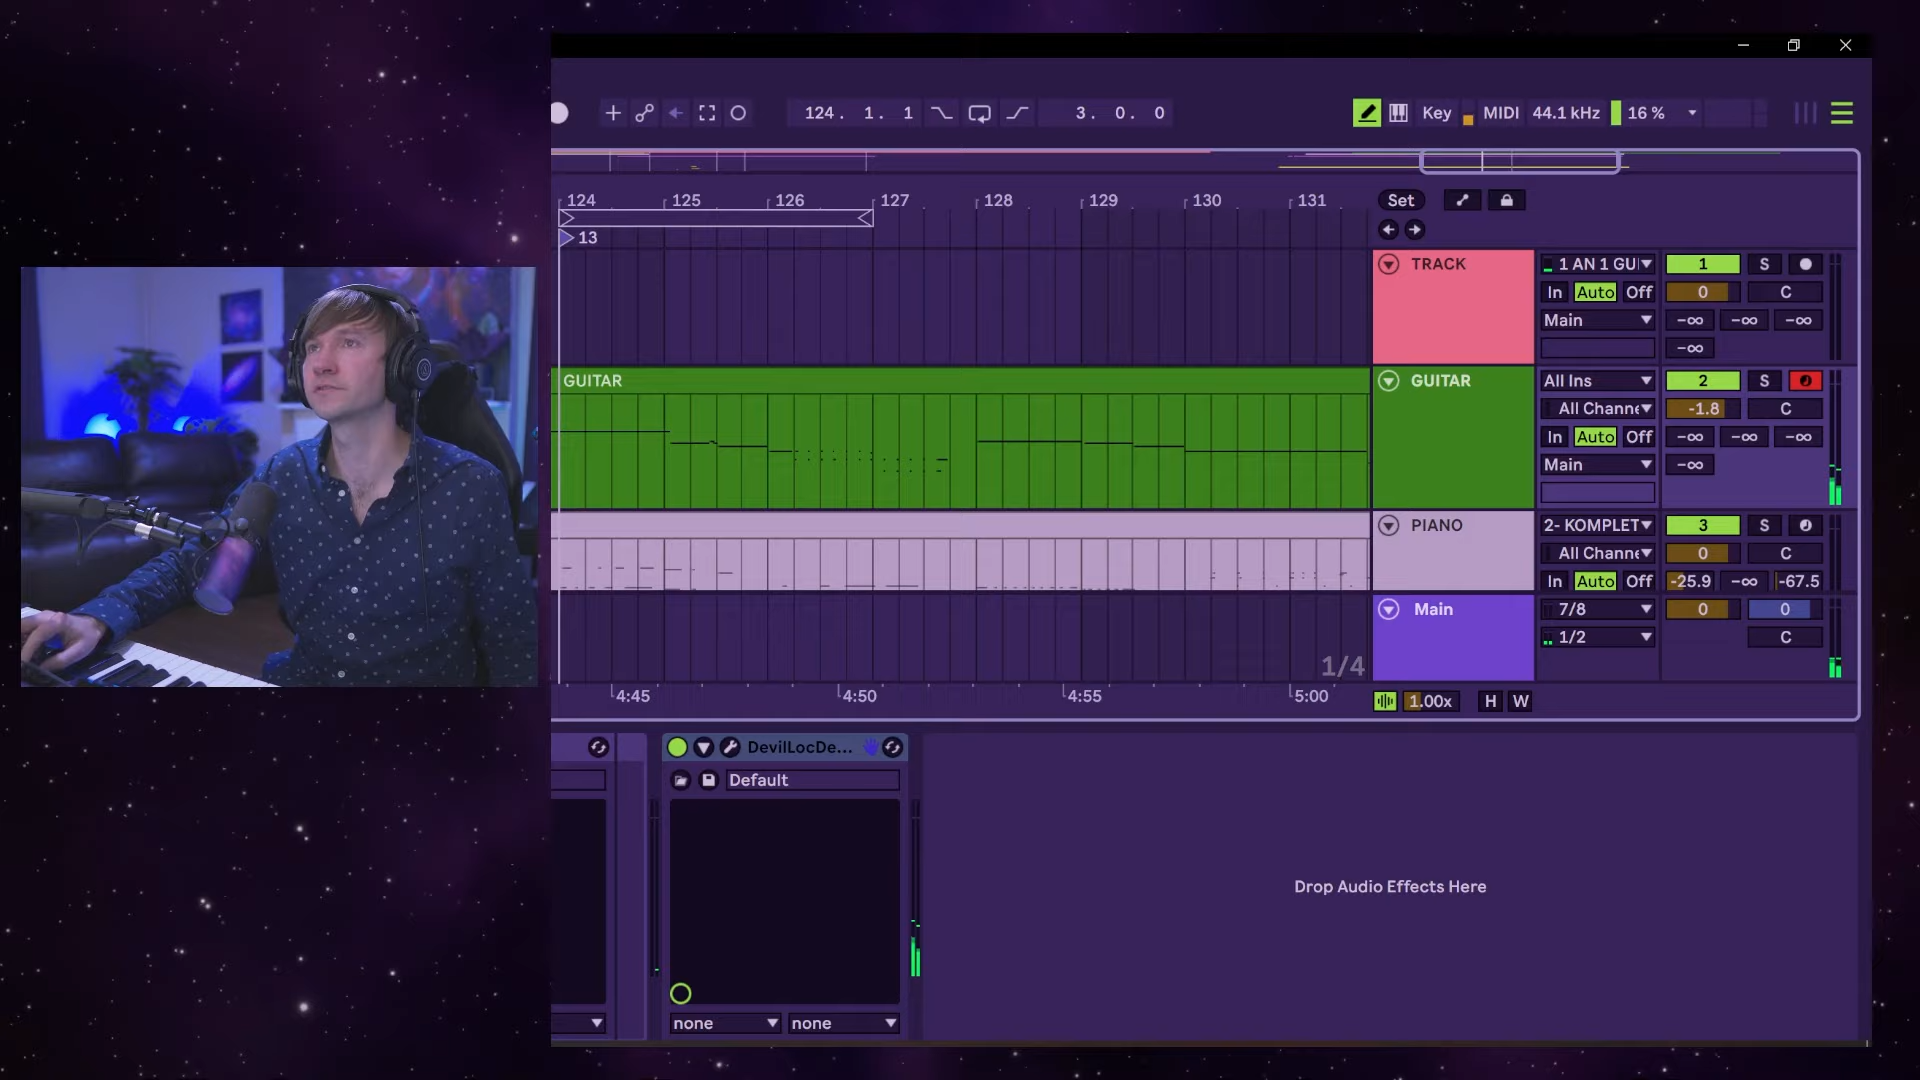 124. 1. 1 3. 0. 0 Key MIDI 44.1 kHz 16 %
124 125 126 127 128 129 130 131 Set
13
TRACK 1 AN 1 GUI 1 S
In Auto Off 0 C
Main -∞ -∞ -∞
-∞
GUITAR GUITAR All Ins 2 S
All Channe -1.8 C
In Auto Off -∞ -∞ -∞
Main -∞
PIANO 2- KOMPLET 3 S
All Channe 0 C
In Auto Off -25.9 -∞ -67.5
Main 7/8 0 0
1/2 C
1/4
4:45 4:50 4:55 5:00 1.00x H W
DevilLocDe...
Default
Drop Audio Effects Here
none none